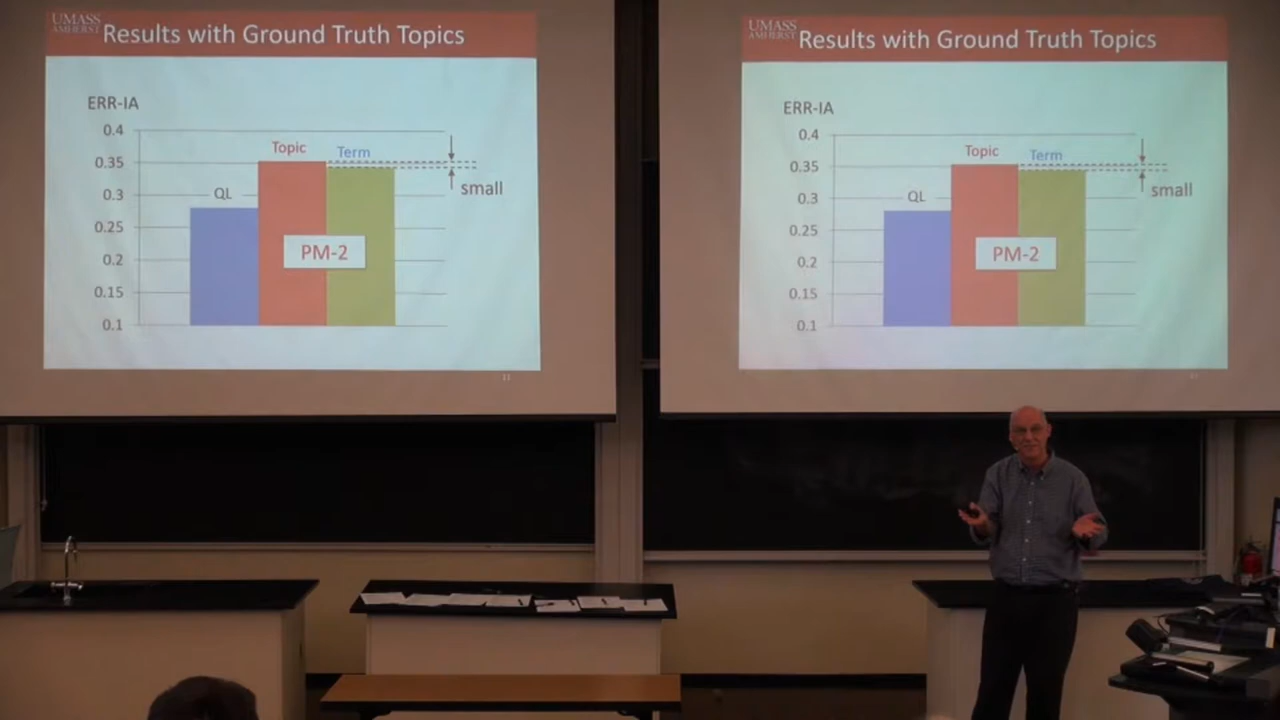 UMASS
AMHERST
Results with Ground Truth Topics
ERR-IA
0.4
Topic
Term
0.35
QL
small
0.3
0.25
PM-2
0.2
0.15
0.1
11
UMASS
AMHERST
Results with Ground Truth Topics
ERR-IA
0.4
Topic
Term
0.35
QL
small
0.3
0.25
PM-2
0.2
0.15
0.1